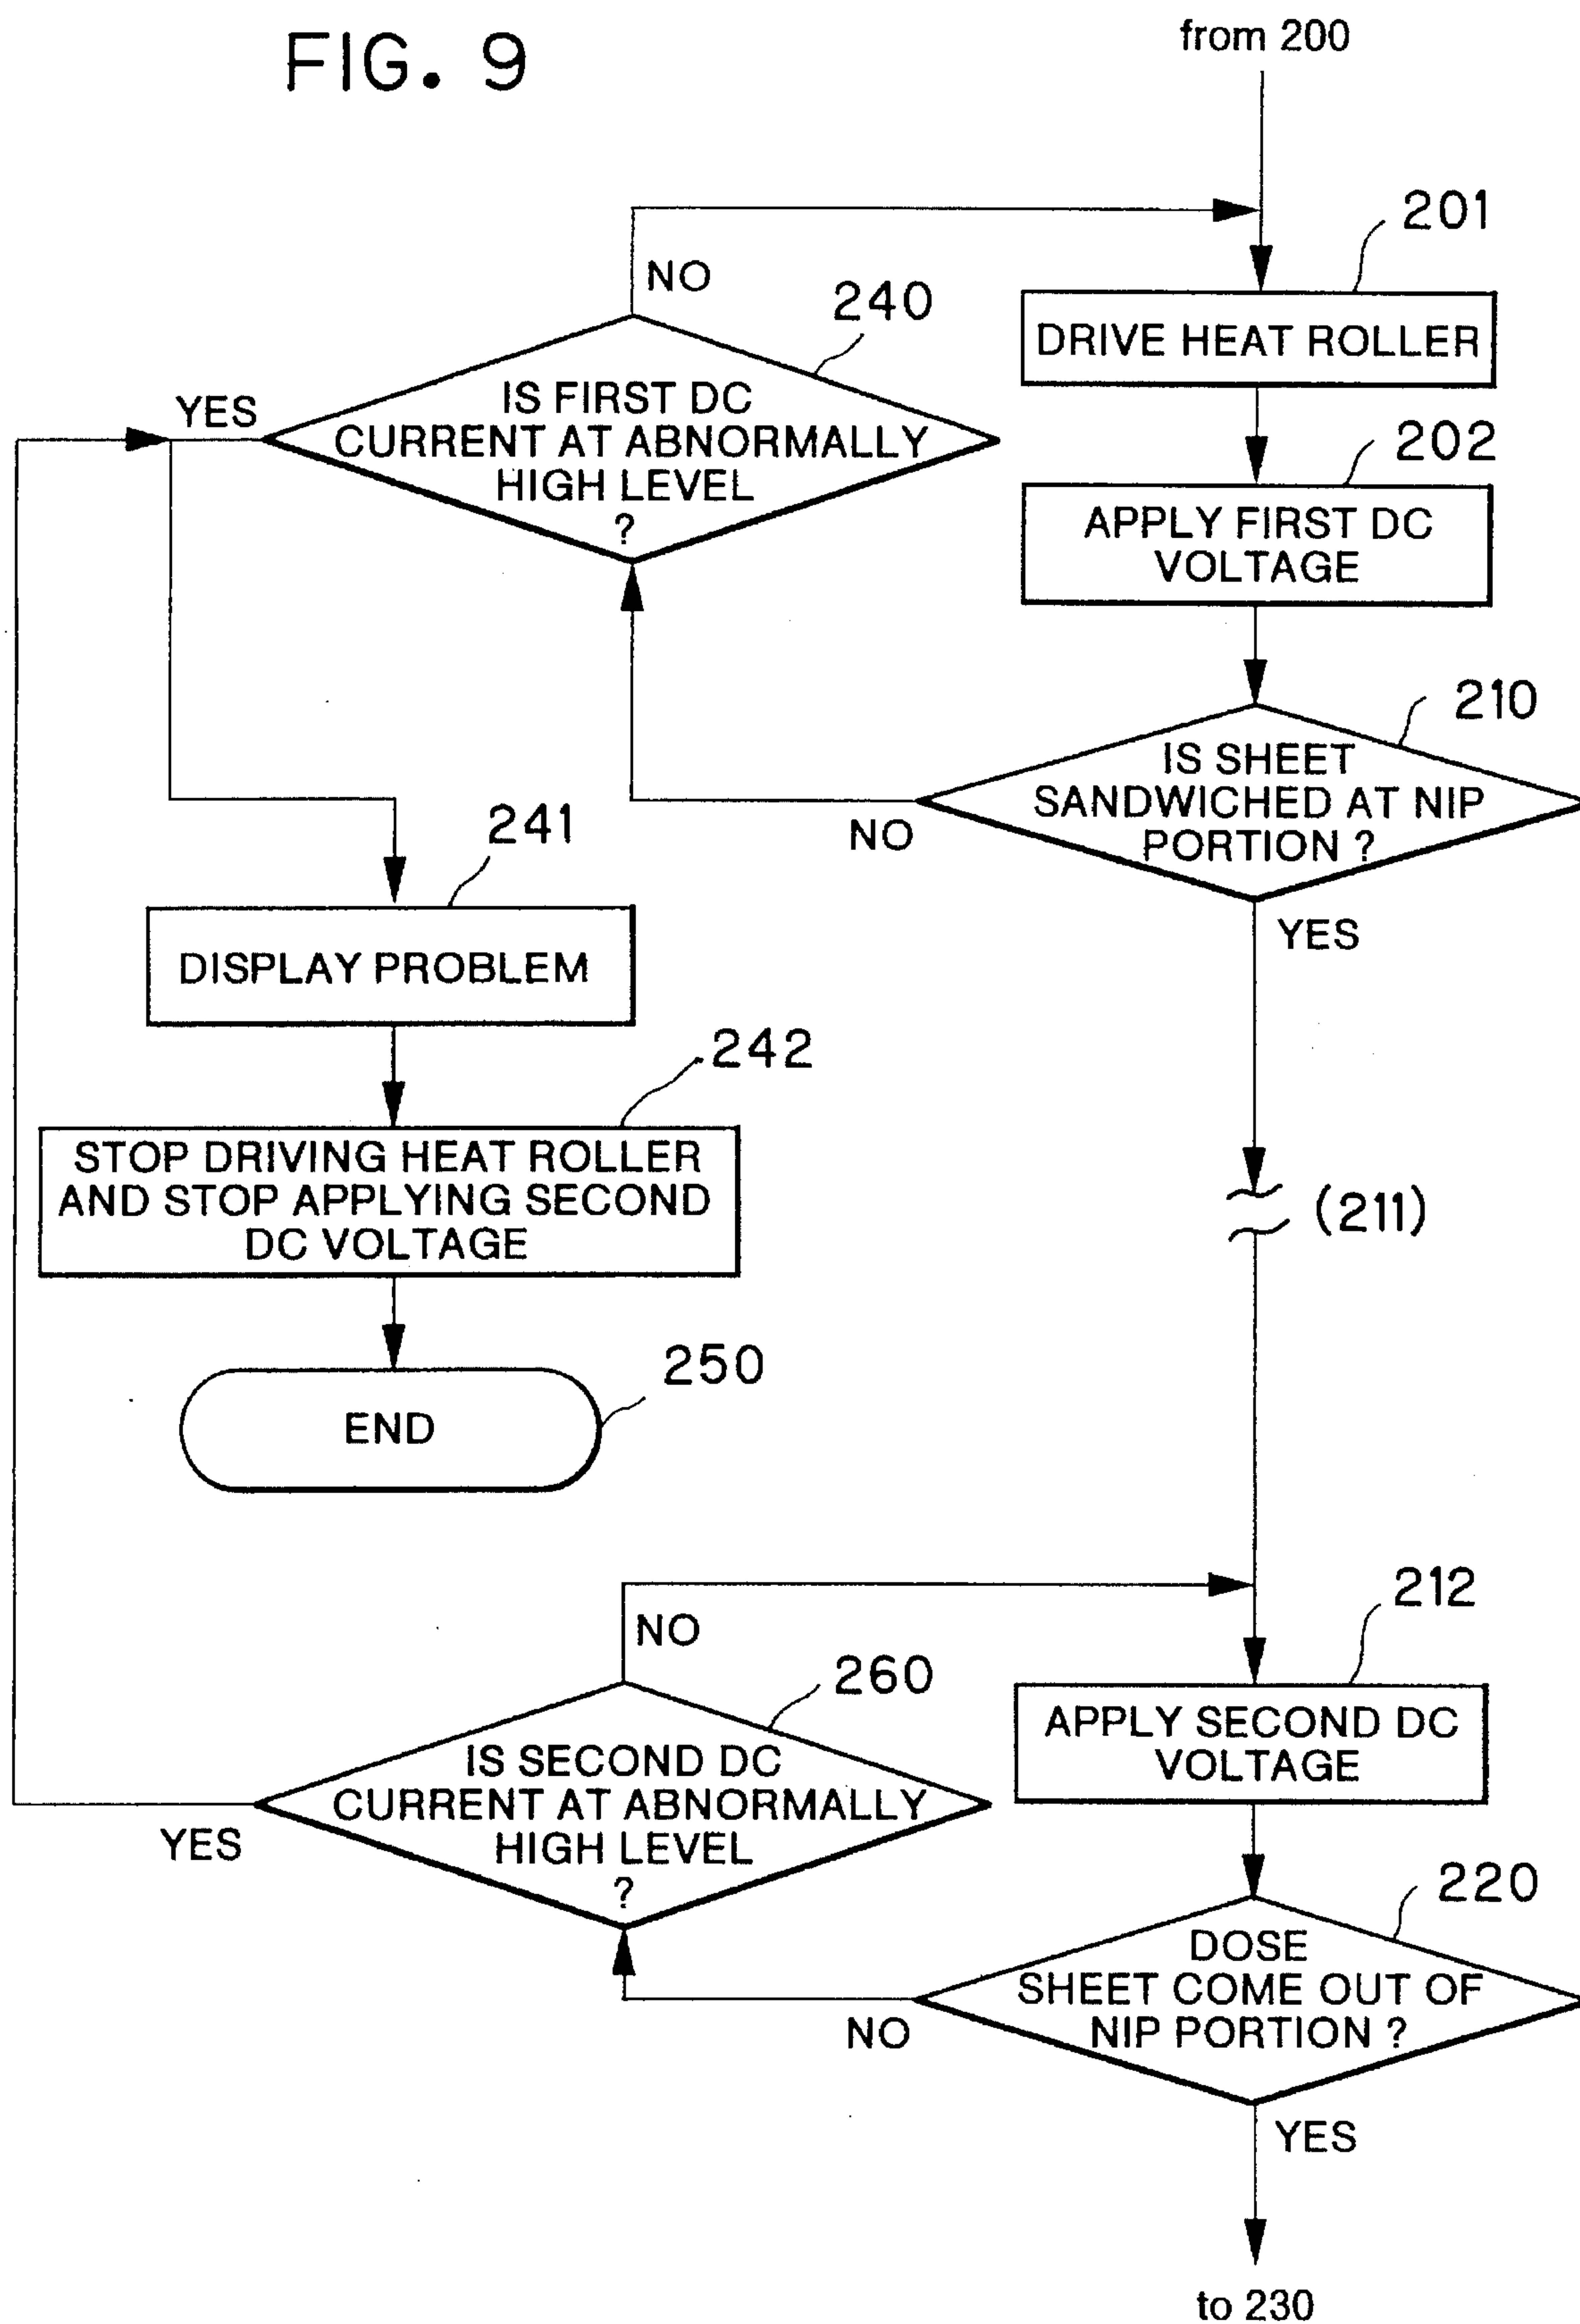 FIG. 9
from 200
201
DRIVE HEAT ROLLER
202
APPLY FIRST DC
VOLTAGE
210
IS SHEET
SANDWICHED AT NIP
PORTION ?
NO
YES
240
IS FIRST DC
CURRENT AT ABNORMALLY
HIGH LEVEL
?
NO
YES
241
DISPLAY PROBLEM
242
STOP DRIVING HEAT ROLLER
AND STOP APPLYING SECOND
DC VOLTAGE
250
END
(211)
212
APPLY SECOND DC
VOLTAGE
220
DOSE
SHEET COME OUT OF
NIP PORTION ?
NO
YES
260
IS SECOND DC
CURRENT AT ABNORMALLY
HIGH LEVEL
?
NO
YES
to 230